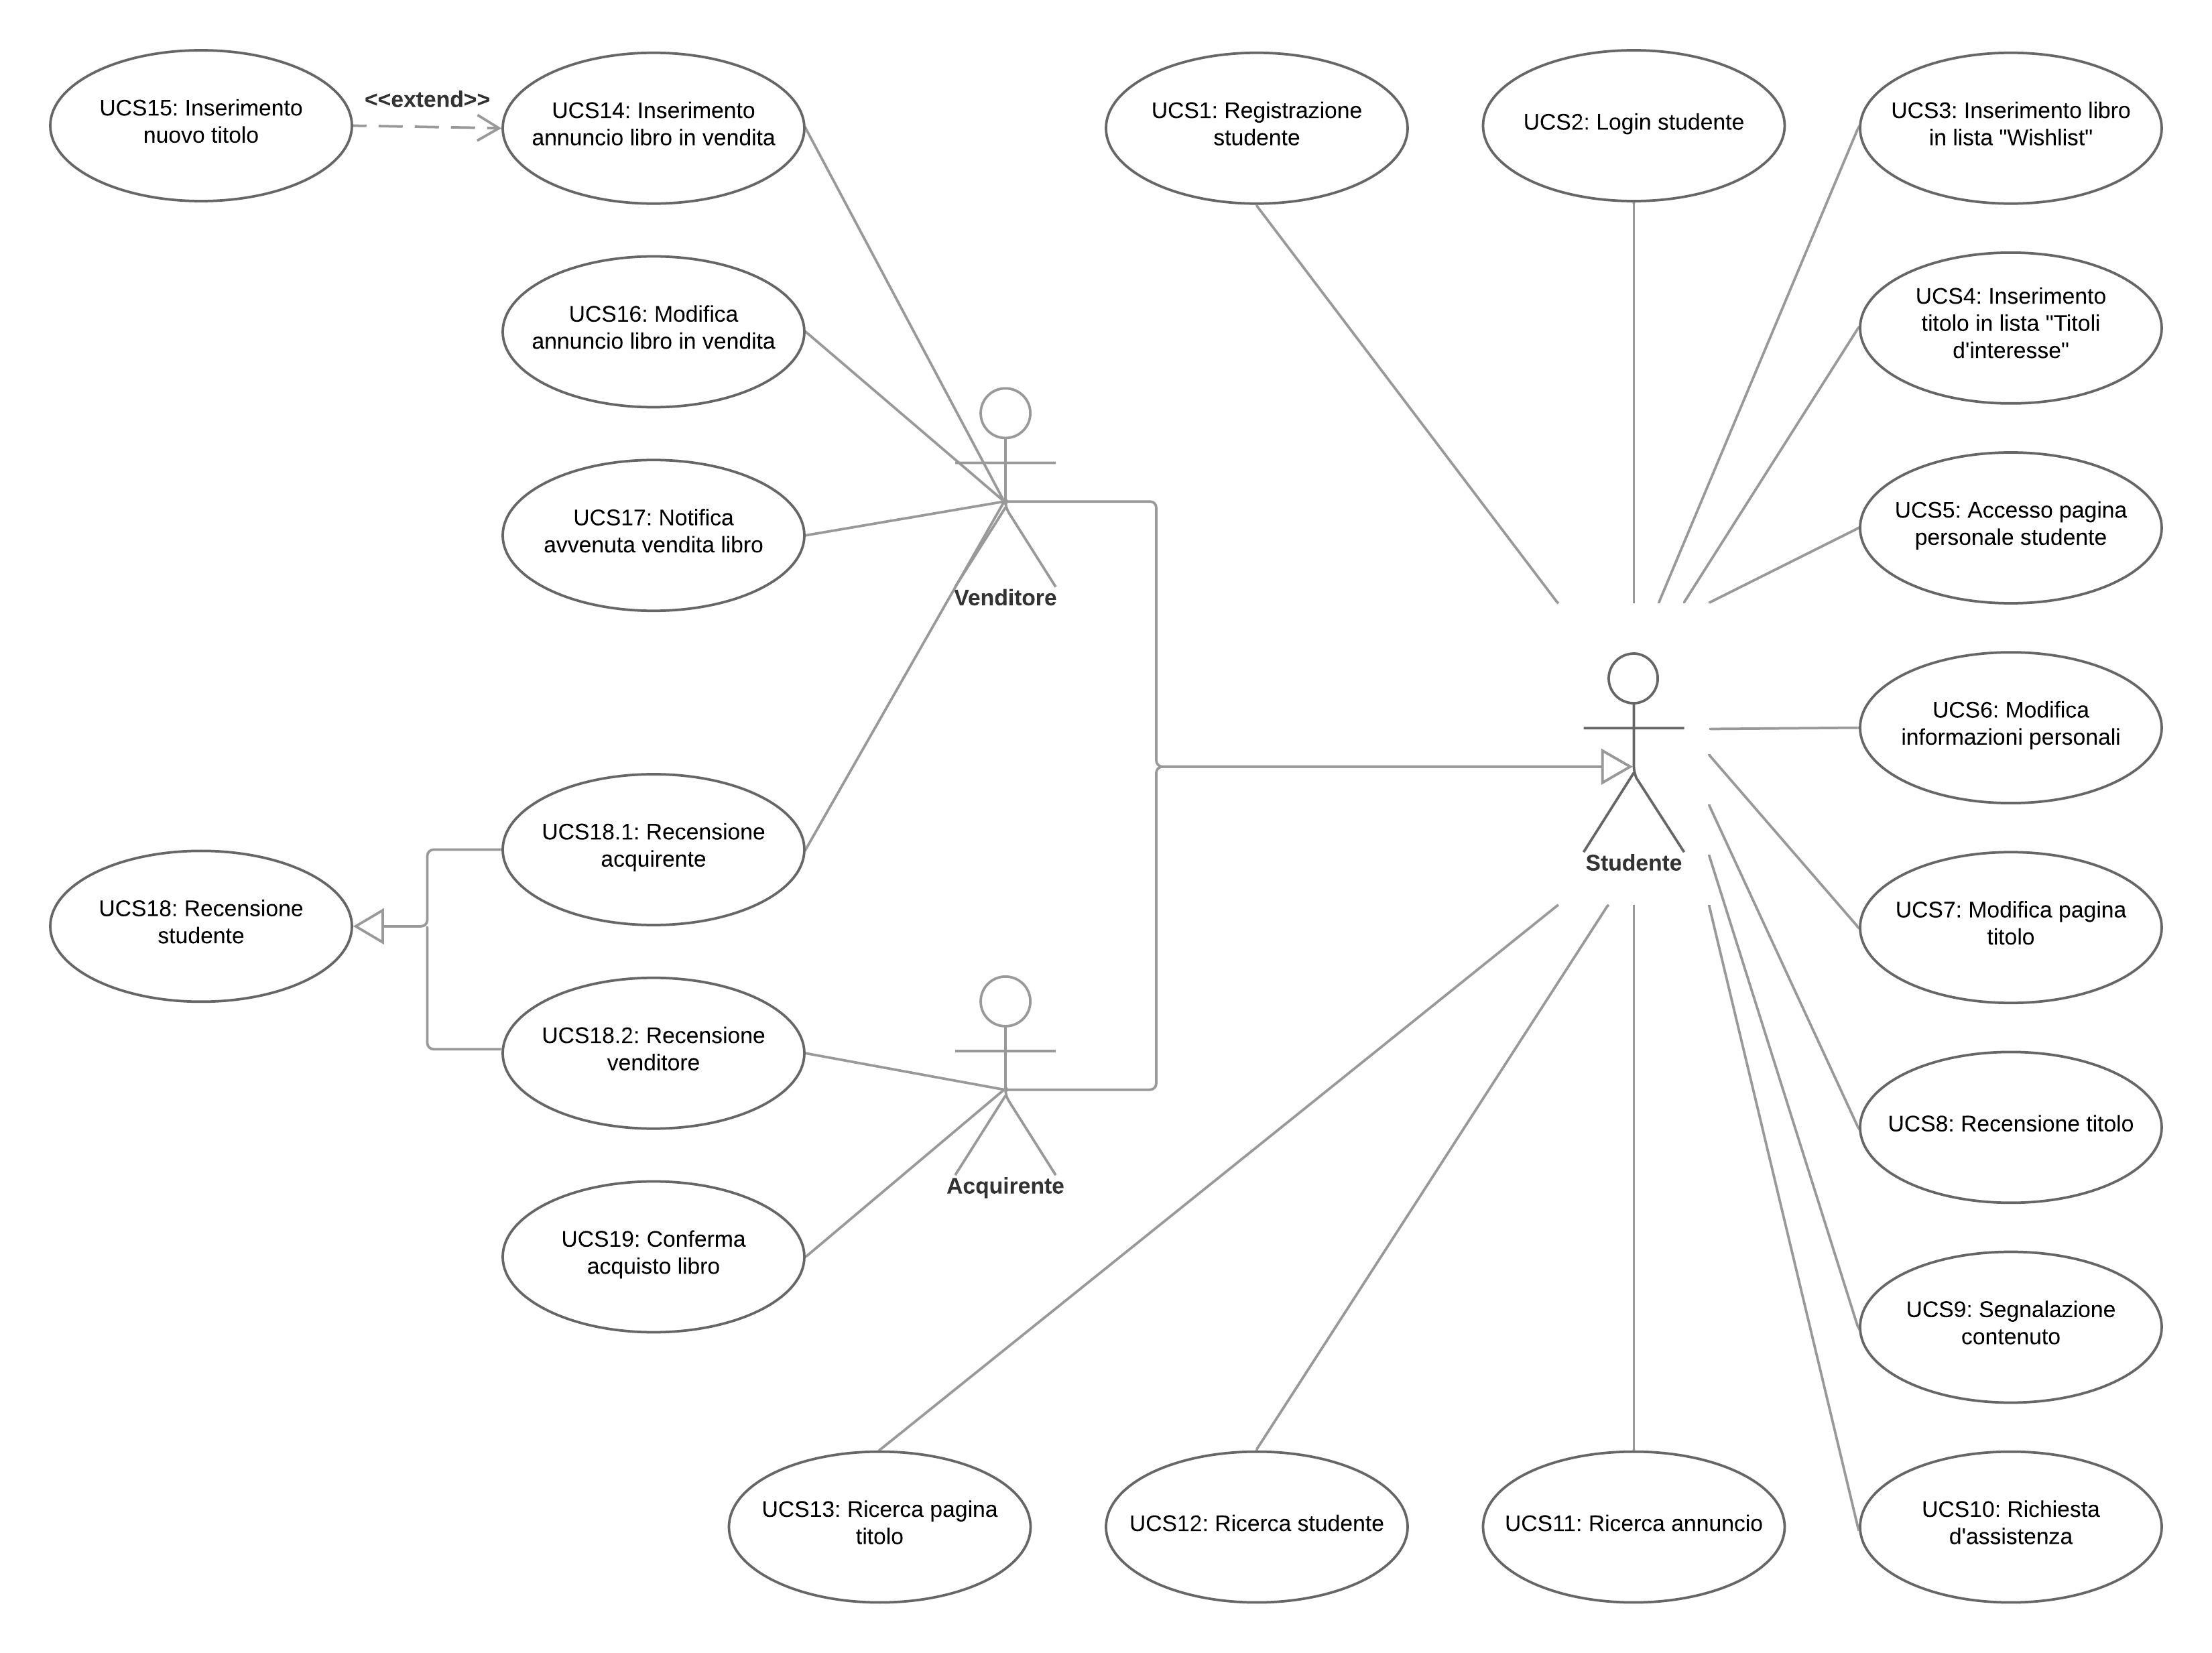 UCS15: Inserimento
nuovo titolo
<<extend>>
UCS14: Inserimento
annuncio libro in vendita
UCS1: Registrazione
studente
UCS2: Login studente
UCS3: Inserimento libro
in lista "Wishlist"
UCS16: Modifica
annuncio libro in vendita
UCS4: Inserimento
titolo in lista "Titoli
d'interesse"
UCS17: Notifica
avvenuta vendita libro
Venditore
UCS5: Accesso pagina
personale studente
UCS6: Modifica
informazioni personali
UCS18.1: Recensione
acquirente
Studente
UCS18: Recensione
studente
UCS7: Modifica pagina
titolo
UCS18.2: Recensione
venditore
Acquirente
UCS8: Recensione titolo
UCS19: Conferma
acquisto libro
UCS9: Segnalazione
contenuto
UCS13: Ricerca pagina
titolo
UCS12: Ricerca studente
UCS11: Ricerca annuncio
UCS10: Richiesta
d'assistenza